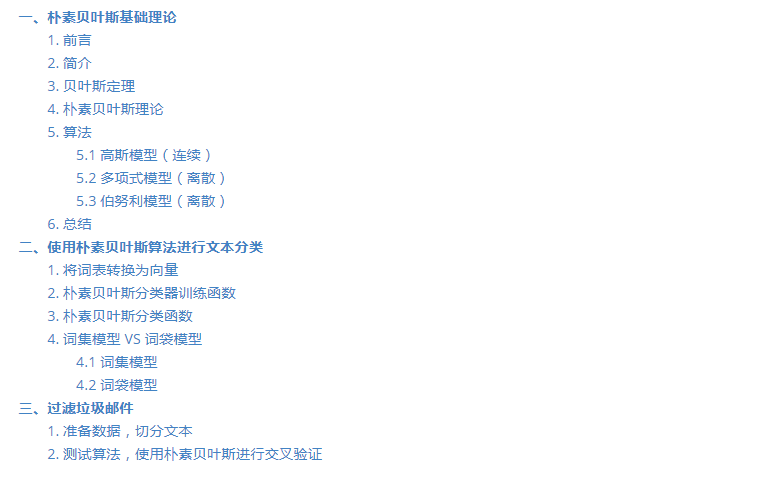 一、朴素贝叶斯基础理论
1. 前言
2. 简介
3. 贝叶斯定理
4. 朴素贝叶斯理论
5. 算法
5.1 高斯模型（连续）
5.2 多项式模型（离散）
5.3 伯努利模型（离散）
6. 总结
二、使用朴素贝叶斯算法进行文本分类
1. 将词表转换为向量
2. 朴素贝叶斯分类器训练函数
3. 朴素贝叶斯分类函数
4. 词集模型 VS 词袋模型
4.1 词集模型
4.2 词袋模型
三、过滤垃圾邮件
1. 准备数据，切分文本
2. 测试算法，使用朴素贝叶斯进行交叉验证